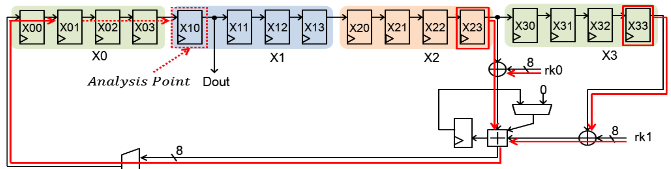 X00 X01 X02 X03 X10 X11 X12 X13 X20 X21 X22 X23 X30 X31 X32 X33
X0 X1 X2 X3
Analysis Point
Dout
8 rk0
0
8 rk1
8